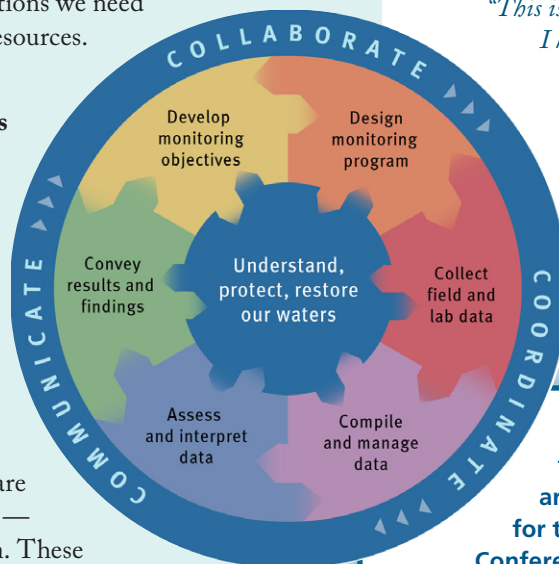 tions we need
esources.
s
"This is
I
COLLABORATE
Develop
monitoring
objectives
Design
monitoring
program
Convey
results and
findings
Understand,
protect, restore
our waters
Collect
field and
lab data
COMMUNICATE
COORDINATE
Assess
and interpret
data
Compile
and manage
data
are
—
n. These
ar
for t
Confere